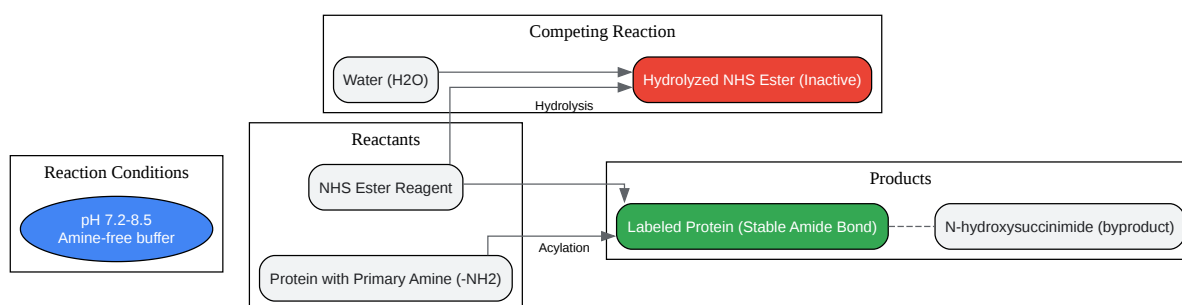 Competing Reaction
Water (H2O)
Hydrolyzed NHS Ester (Inactive)
Hydrolysis
Reactants
Reaction Conditions
NHS Ester Reagent
Products
pH 7.2-8.5
Amine-free buffer
Labeled Protein (Stable Amide Bond)
N-hydroxysuccinimide (byproduct)
Acylation
Protein with Primary Amine (-NH2)